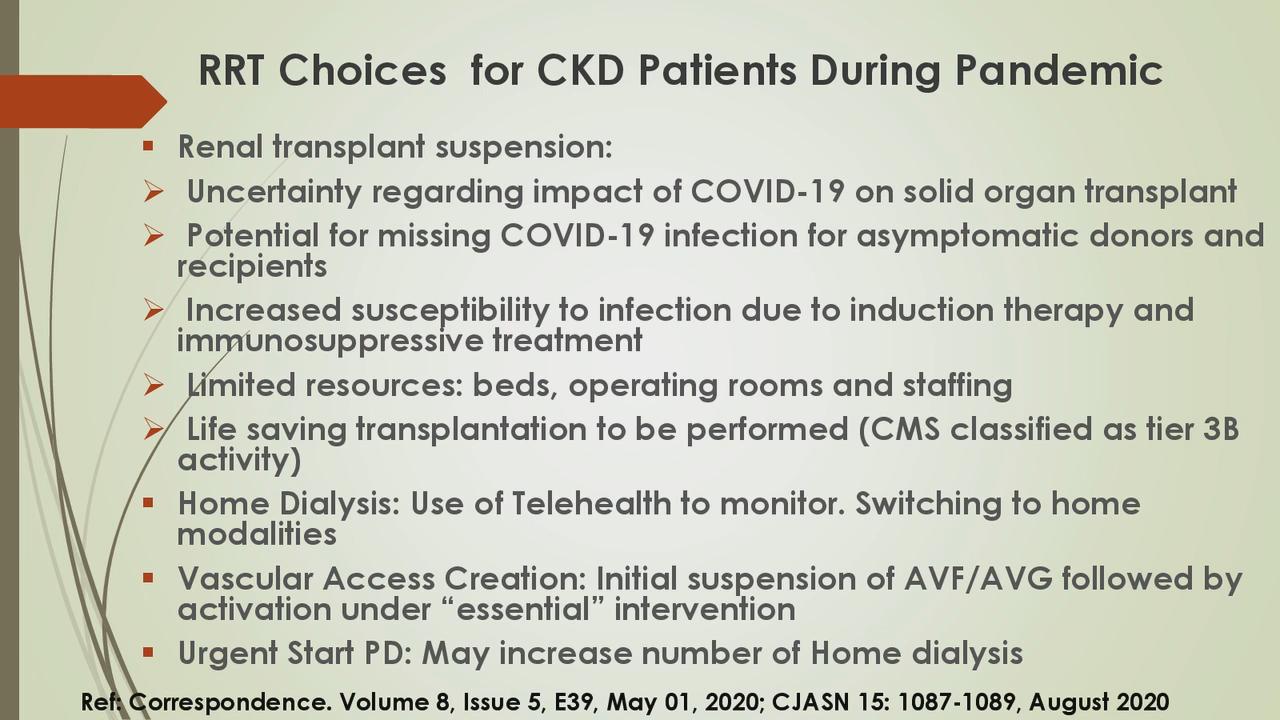 RRT Choices for CKD Patients During Pandemic
Renal transplant suspension:
Uncertainty regarding impact of COVID-19 on solid organ transplant
Potential for missing COVID-19 infection for asymptomatic donors and
recipients
Increased susceptibility to infection due to induction therapy and
immunosuppressive treatment
Limited resources: beds, operating rooms and staffing
Life saving transplantation to be performed (CMS classified as tier 3B
activity)
Home Dialysis: Use of Telehealth to monitor. Switching to home
modalities
Vascular Access Creation: Initial suspension of AVF/AVG followed by
activation under “essential” intervention
Urgent Start PD: May increase number of Home dialysis
Ref: Correspondence. Volume 8, Issue 5, E39, May 01, 2020; CJASN 15: 1087-1089, August 2020